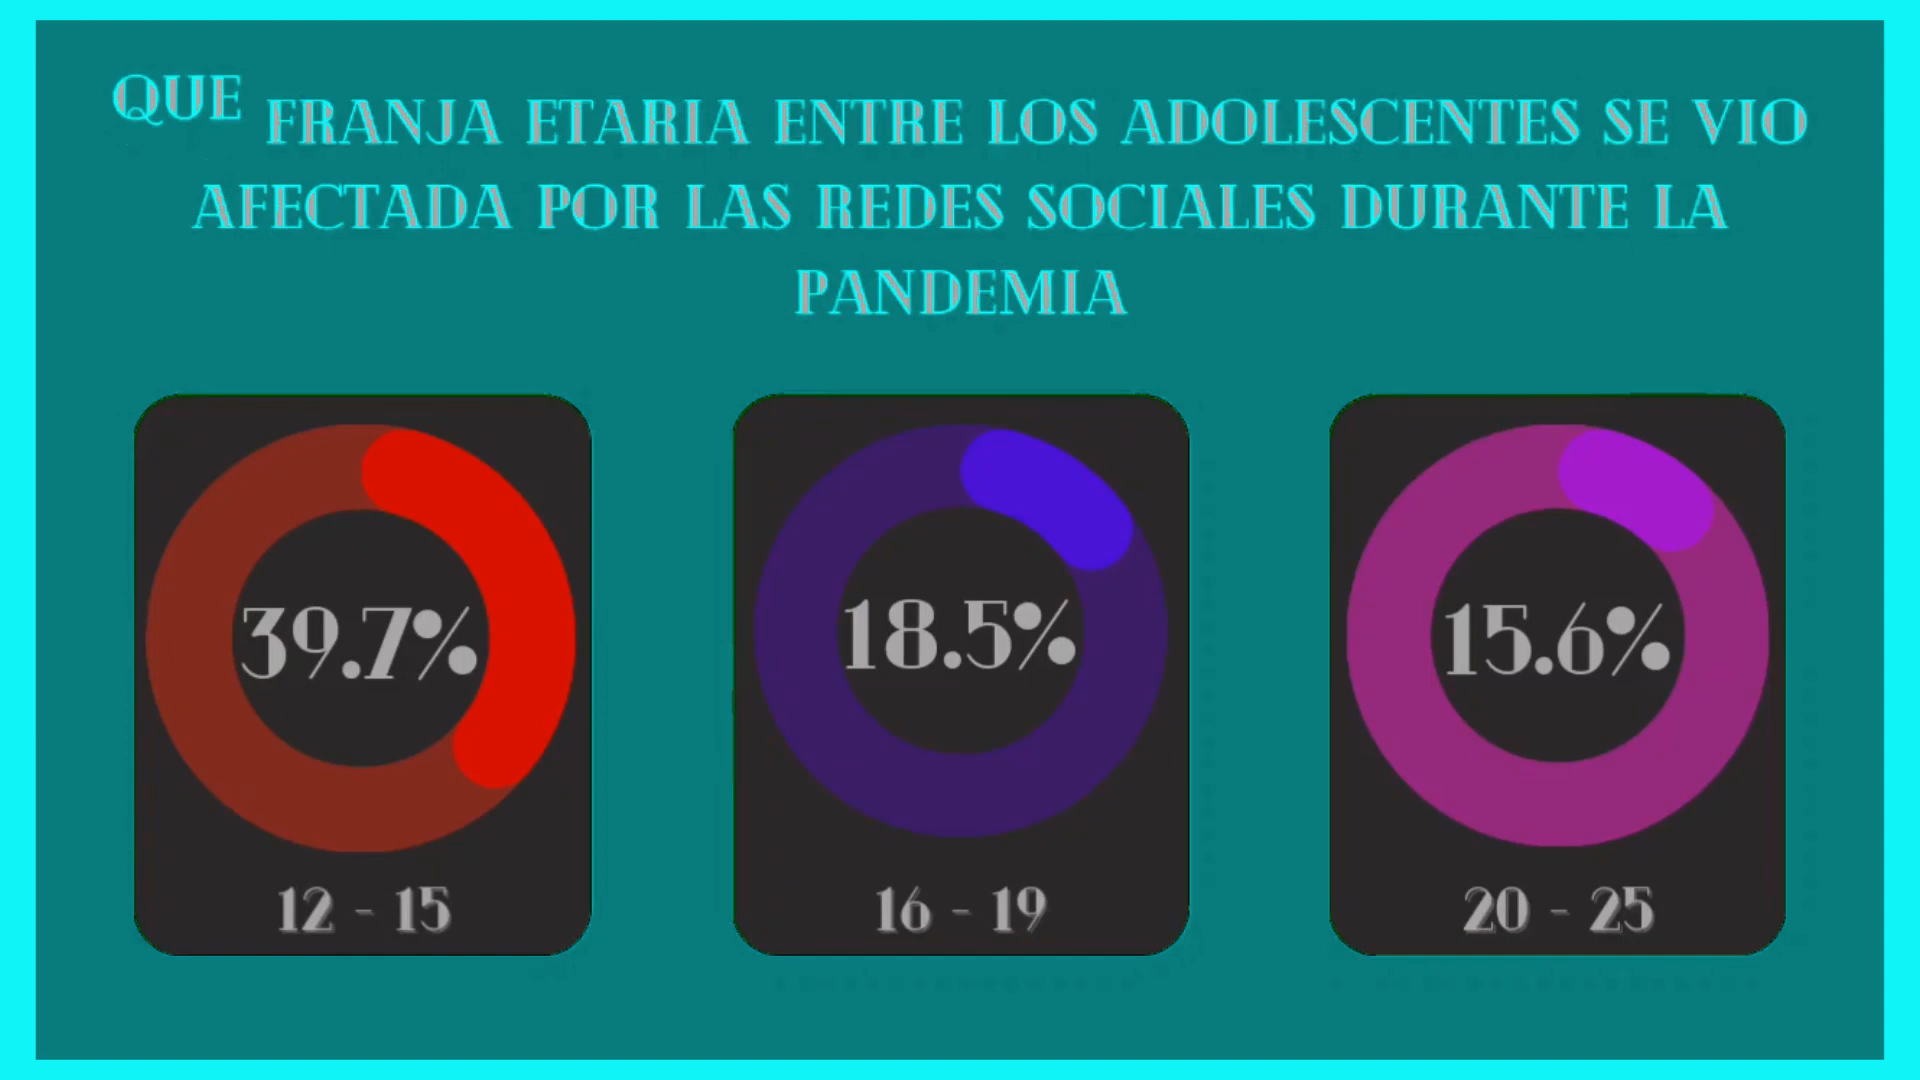 QUE FRANJA ETARIA ENTRE LOS ADOLESCENTES SE VIO
AFECTADA POR LAS REDES SOCIALES DURANTE LA
PANDEMIA
39.7%
12 - 15
18.5%
16 - 19
15.6%
20 - 25